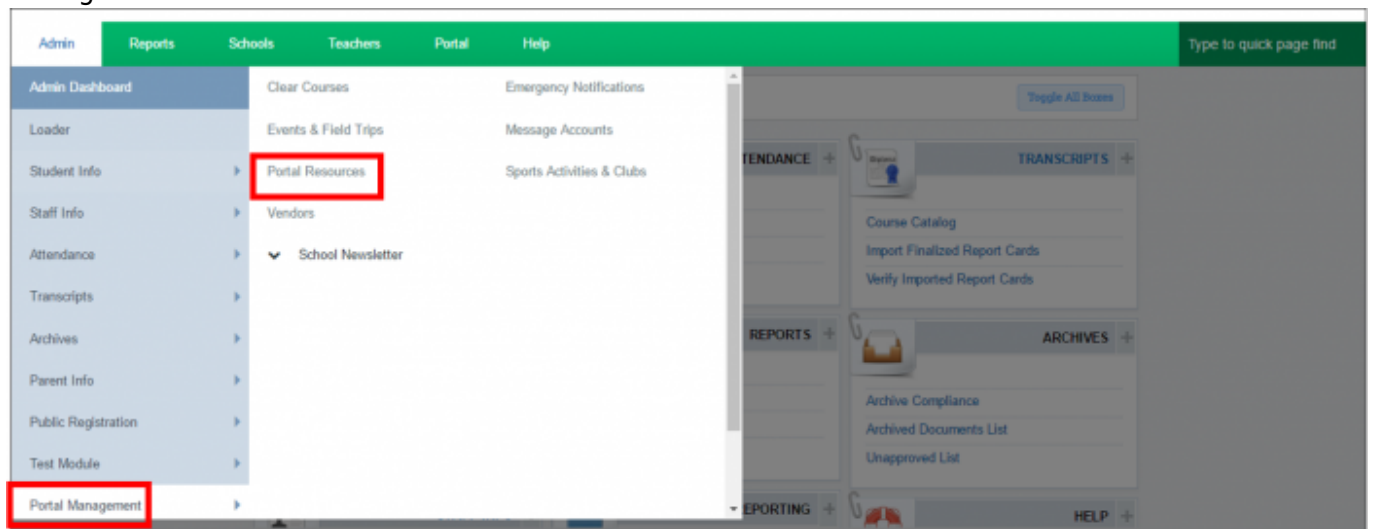 Admin Reports Schools Teachers Portal Help Type to quick page find
Admin Dashboard
Loader
Student Info
Staff Info
Attendance
Transcripts
Archives
Parent Info
Public Registration
Test Module
Portal Management
Clear Courses Emergency Notifications
Events & Field Trips Message Accounts
Portal Resources Sports Activities & Clubs
Vendors
School Newsletter
Toggle All Boxes
TRANSCRIPTS
Course Catalog
Import Finalized Report Cards
Verify Imported Report Cards
REPORTS
ARCHIVES
Archive Compliance
Archived Documents List
Unapproved List
HELP